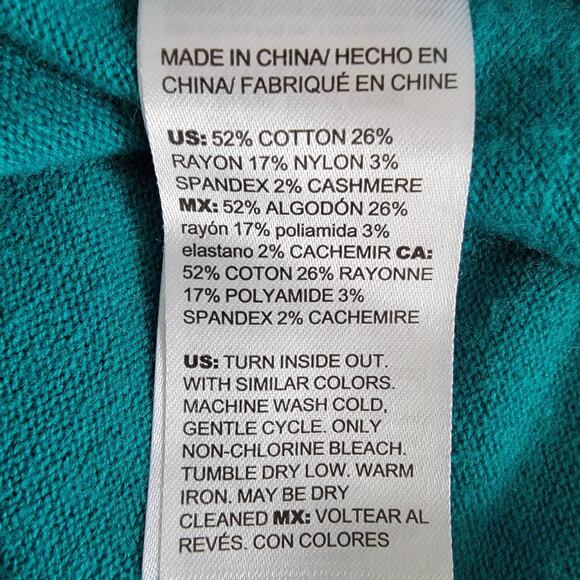 MADE IN CHINA/ HECHO EN
CHINA/ FABRIQUÉ EN CHINE
US: 52% COTTON 26%
RAYON 17% NYLON 3%
SPANDEX 2% CASHMERE
MX: 52% ALGODÓN 26%
rayón 17% poliamida 3%
elastano 2% CACHEMIR CA:
52% COTON 26% RAYONNE
17% POLYAMIDE 3%
SPANDEX 2% CACHEMIRE
US: TURN INSIDE OUT.
WITH SIMILAR COLORS.
MACHINE WASH COLD,
GENTLE CYCLE. ONLY
NON-CHLORINE BLEACH.
TUMBLE DRY LOW. WARM
IRON. MAY BE DRY
CLEANED MX: VOLTEAR AL
REVÉS. CON COLORES